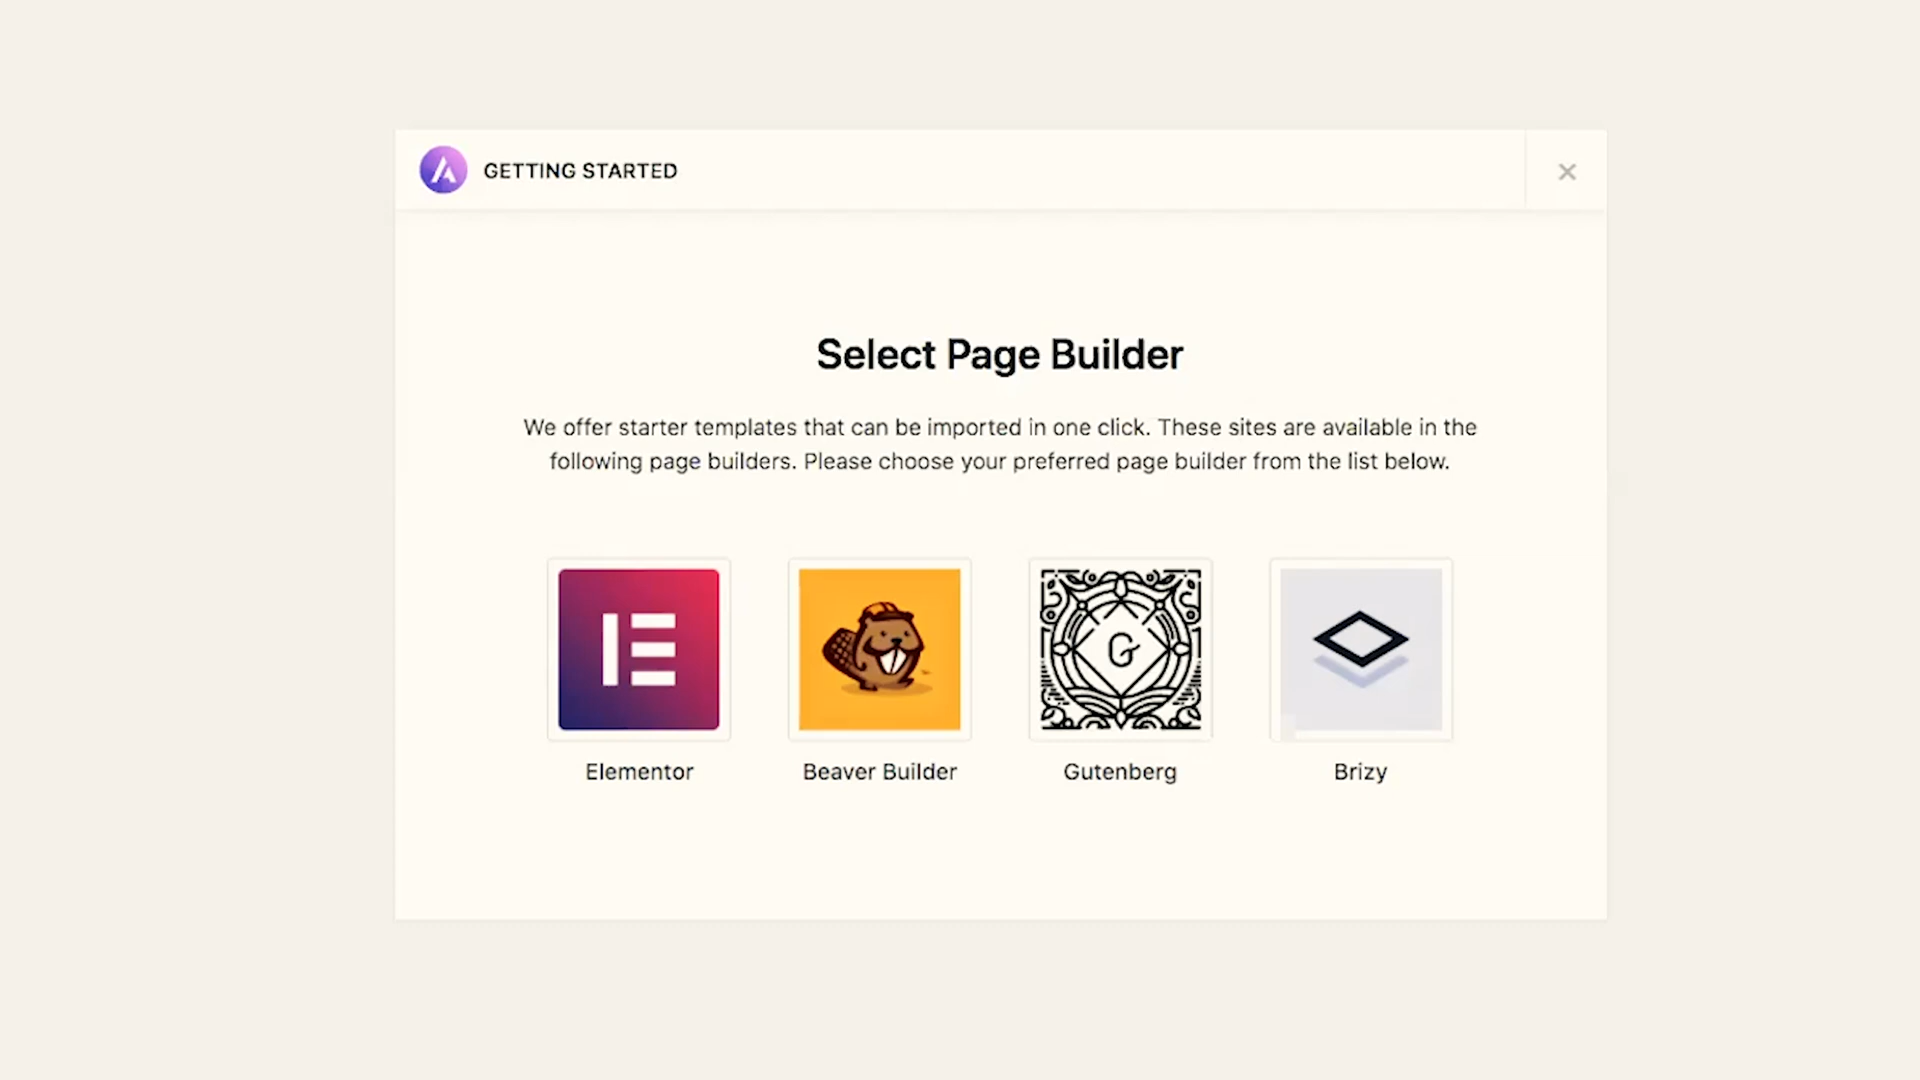 GETTING STARTED
Select Page Builder
We offer starter templates that can be imported in one click. These sites are available in the
following page builders. Please choose your preferred page builder from the list below.
G
Elementor
Beaver Builder
Gutenberg
Brizy